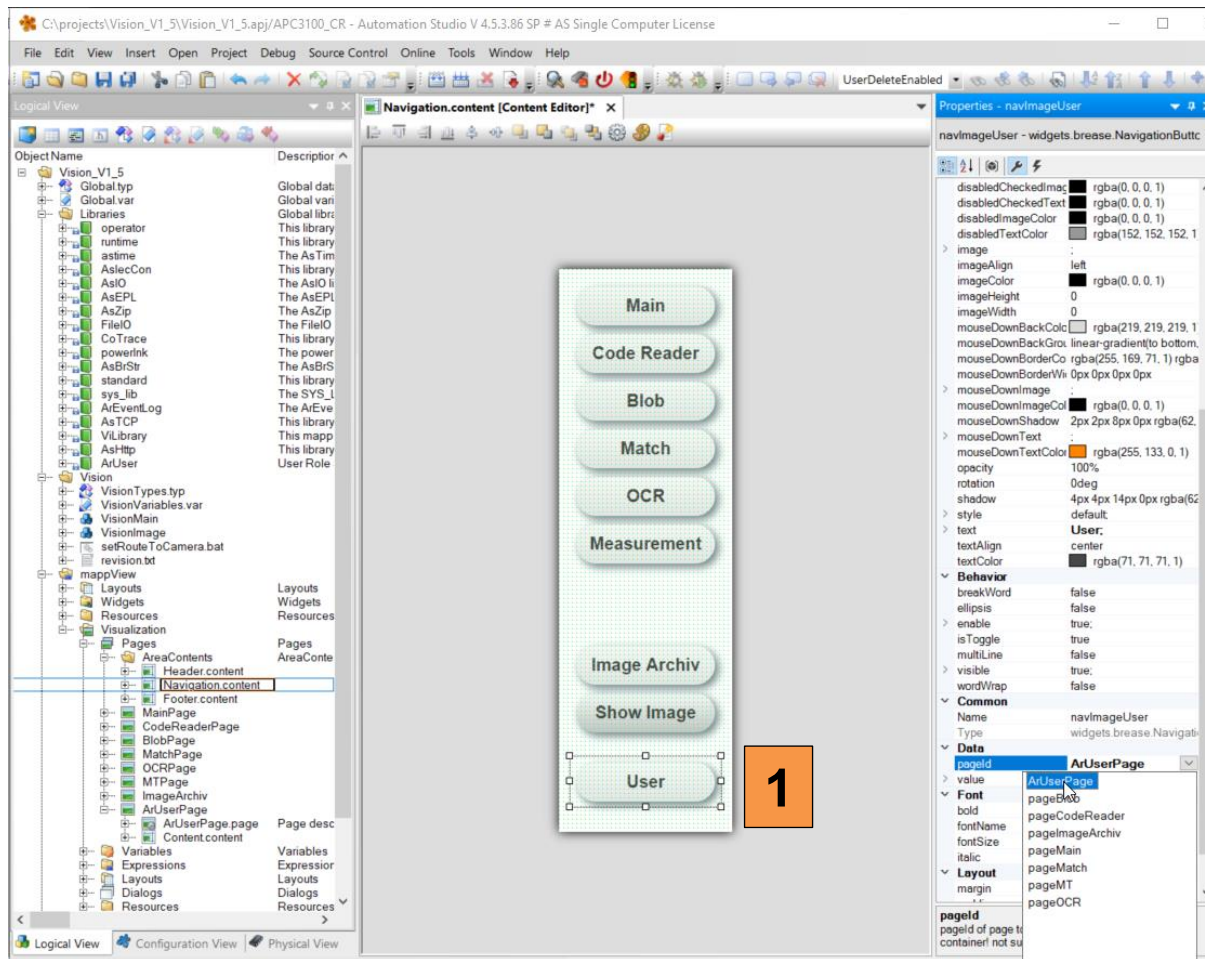 C:\projects\Vision_V1_5\Vision_V1_5.apj/APC3100_CR - Automation Studio V 4.5.3.86 SP # AS Single Computer License
File Edit View Insert Open Project Debug Source Control Online Tools Window Help
UserDeleteEnabled
Logical View
Object Name Descriptior
Vision_V1_5
Global.typ Global data
Global.var Global vari
Libraries Global libra
operator This library
runtime This library
astime The AsTim
AsIecCon This library
AsIO The AsIO li
AsEPL The AsEPL
AsZip The AsZip
FileIO The FileIO
CoTrace This library
powerlnk The power
AsBrStr The AsBrS
standard This library
sys_lib The SYS_L
ArEventLog The ArEve
AsTCP This library
ViLibrary This mapp
AsHttp This library
ArUser User Role
Vision
VisionTypes.typ
VisionVariables.var
VisionMain
VisionImage
setRouteToCamera.bat
revision.txt
mappView
Layouts Layouts
Widgets Widgets
Resources Resources
Visualization
Pages Pages
AreaContents AreaConte
Header.content
Navigation.content
Footer.content
MainPage
CodeReaderPage
BlobPage
MatchPage
OCRPage
MTPage
ImageArchiv
ArUserPage
ArUserPage.page Page desc
Content.content
Variables Variables
Expressions Expression
Layouts Layouts
Dialogs Dialogs
Resources Resources
Logical View Configuration View Physical View
Navigation.content [Content Editor]* X
Main
Code Reader
Blob
Match
OCR
Measurement
Image Archiv
Show Image
User
1
Properties - navImageUser
navImageUser - widgets.brease.NavigationButtc
disabledCheckedImag rgba(0, 0, 0, 1)
disabledCheckedText rgba(0, 0, 0, 1)
disabledImageColor rgba(0, 0, 0, 1)
disabledTextColor rgba(152, 152, 152, 1
image ;
imageAlign left
imageColor rgba(0, 0, 0, 1)
imageHeight 0
imageWidth 0
mouseDownBackColc rgba(219, 219, 219, 1
mouseDownBackGrou linear-gradient(to bottom,
mouseDownBorderCo rgba(255, 169, 71, 1) rgba
mouseDownBorderWi 0px 0px 0px 0px
mouseDownImage ;
mouseDownImageCol rgba(0, 0, 0, 1)
mouseDownShadow 2px 2px 8px 0px rgba(62,
mouseDownText ;
mouseDownTextColor rgba(255, 133, 0, 1)
opacity 100%
rotation 0deg
shadow 4px 4px 14px 0px rgba(62
style default;
text User;
textAlign center
textColor rgba(71, 71, 71, 1)
Behavior
breakWord false
ellipsis false
enable true;
isToggle true
multiLine false
visible true;
wordWrap false
Common
Name navImageUser
Type widgets.brease.Navigati
Data
pageId ArUserPage
value
Font
bold
fontName
fontSize
italic
Layout
margin
ArUserPage
pageBlob
pageCodeReader
pageImageArchiv
pageMain
pageMatch
pageMT
pageOCR
pageId
pageId of page to
container! not su